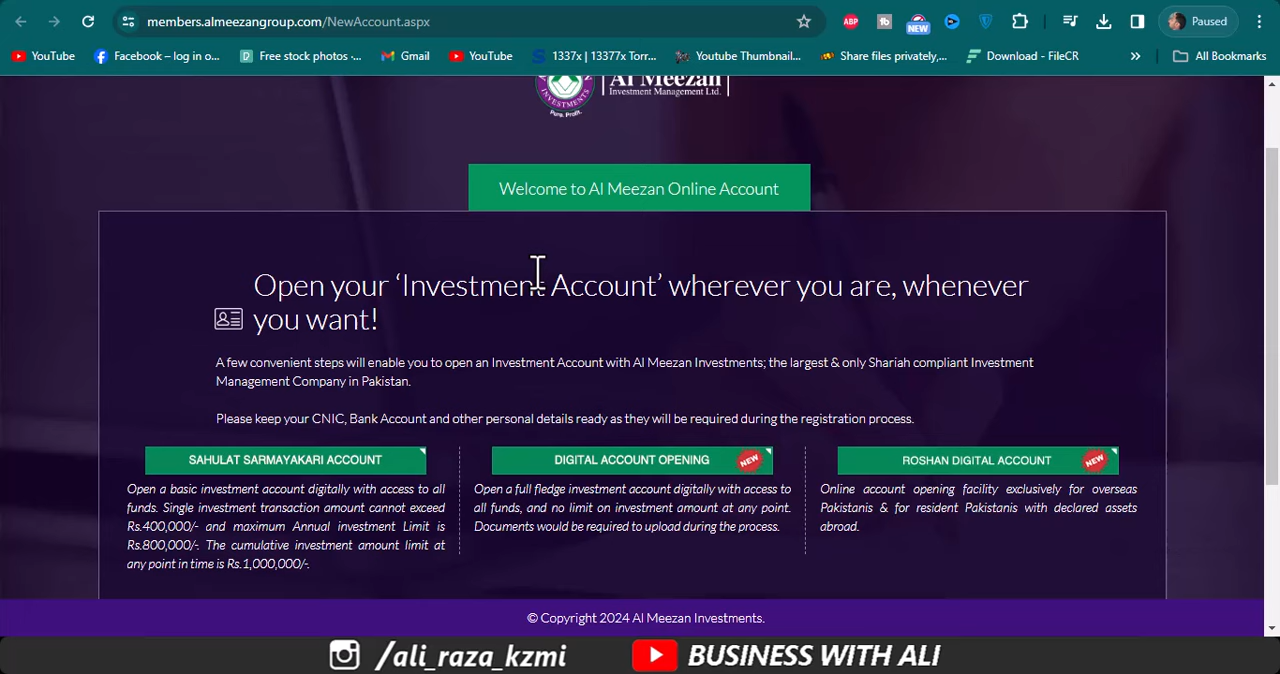 members.almeezangroup.com/NewAccount.aspx
ABP
NEW
Paused
YouTube
Facebook – log in o...
Free stock photos -...
Gmail
YouTube
1337x | 13377x Torr...
Youtube Thumbnail...
Share files privately,...
Download - FileCR
»
All Bookmarks
INVESTMENTS
Pure. Profit.
Al Meezan
Investment Management Ltd.
Welcome to Al Meezan Online Account
Open your ‘Investment Account’ wherever you are, whenever
you want!
A few convenient steps will enable you to open an Investment Account with Al Meezan Investments; the largest & only Shariah compliant Investment
Management Company in Pakistan.
Please keep your CNIC, Bank Account and other personal details ready as they will be required during the registration process.
SAHULAT SARMAYAKARI ACCOUNT
Open a basic investment account digitally with access to all
funds. Single investment transaction amount cannot exceed
Rs.400,000/- and maximum Annual investment Limit is
Rs.800,000/-. The cumulative investment amount limit at
any point in time is Rs.1,000,000/-.
DIGITAL ACCOUNT OPENING
NEW
Open a full fledge investment account digitally with access to
all funds, and no limit on investment amount at any point.
Documents would be required to upload during the process.
ROSHAN DIGITAL ACCOUNT
NEW
Online account opening facility exclusively for overseas
Pakistanis & for resident Pakistanis with declared assets
abroad.
© Copyright 2024 Al Meezan Investments.
/ali_raza_kzmi
BUSINESS WITH ALI